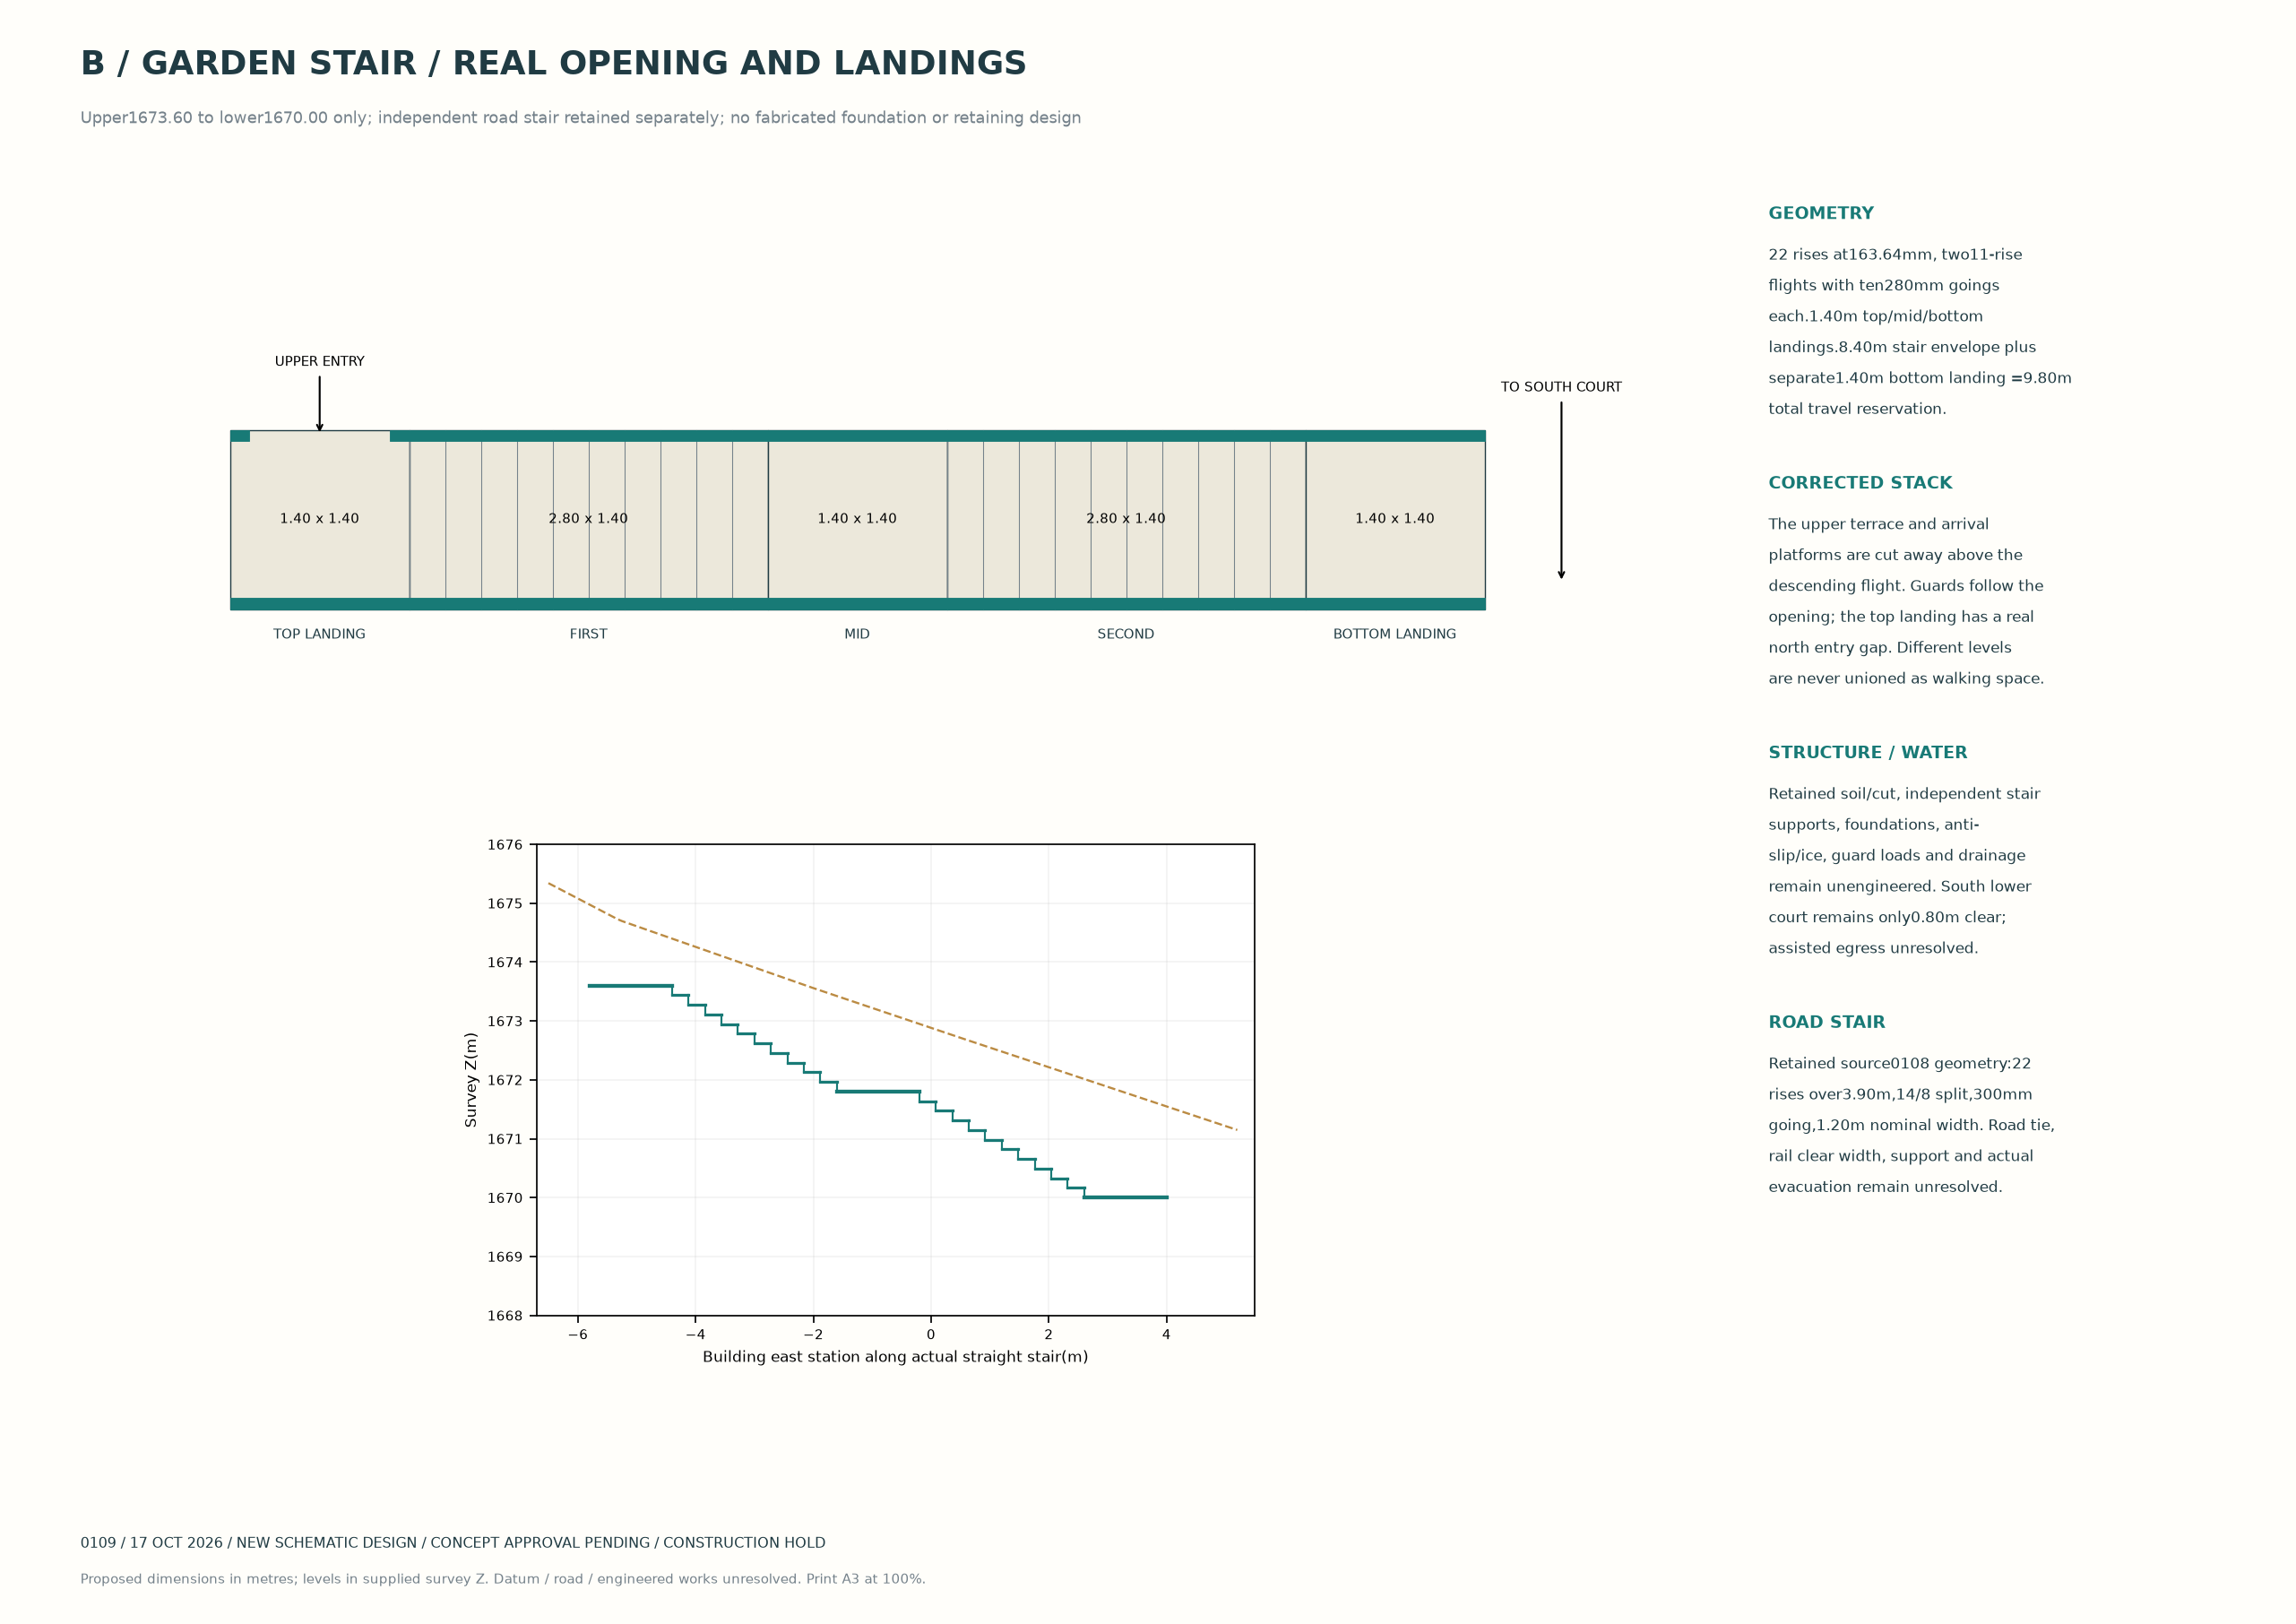 B / GARDEN STAIR / REAL OPENING AND LANDINGS
Upper1673.60 to lower1670.00 only; independent road stair retained separately; no fabricated foundation or retaining design
UPPER ENTRY
TO SOUTH COURT
1.40 x 1.40
2.80 x 1.40
1.40 x 1.40
2.80 x 1.40
1.40 x 1.40
TOP LANDING
FIRST
MID
SECOND
BOTTOM LANDING
1676
1675
1674
1673
1672
1671
1670
1669
1668
Survey Z(m)
−6
−4
−2
0
2
4
Building east station along actual straight stair(m)
GEOMETRY
22 rises at163.64mm, two11-rise
flights with ten280mm goings
each.1.40m top/mid/bottom
landings.8.40m stair envelope plus
separate1.40m bottom landing =9.80m
total travel reservation.
CORRECTED STACK
The upper terrace and arrival
platforms are cut away above the
descending flight. Guards follow the
opening; the top landing has a real
north entry gap. Different levels
are never unioned as walking space.
STRUCTURE / WATER
Retained soil/cut, independent stair
supports, foundations, anti-
slip/ice, guard loads and drainage
remain unengineered. South lower
court remains only0.80m clear;
assisted egress unresolved.
ROAD STAIR
Retained source0108 geometry:22
rises over3.90m,14/8 split,300mm
going,1.20m nominal width. Road tie,
rail clear width, support and actual
evacuation remain unresolved.
0109 / 17 OCT 2026 / NEW SCHEMATIC DESIGN / CONCEPT APPROVAL PENDING / CONSTRUCTION HOLD
Proposed dimensions in metres; levels in supplied survey Z. Datum / road / engineered works unresolved. Print A3 at 100%.